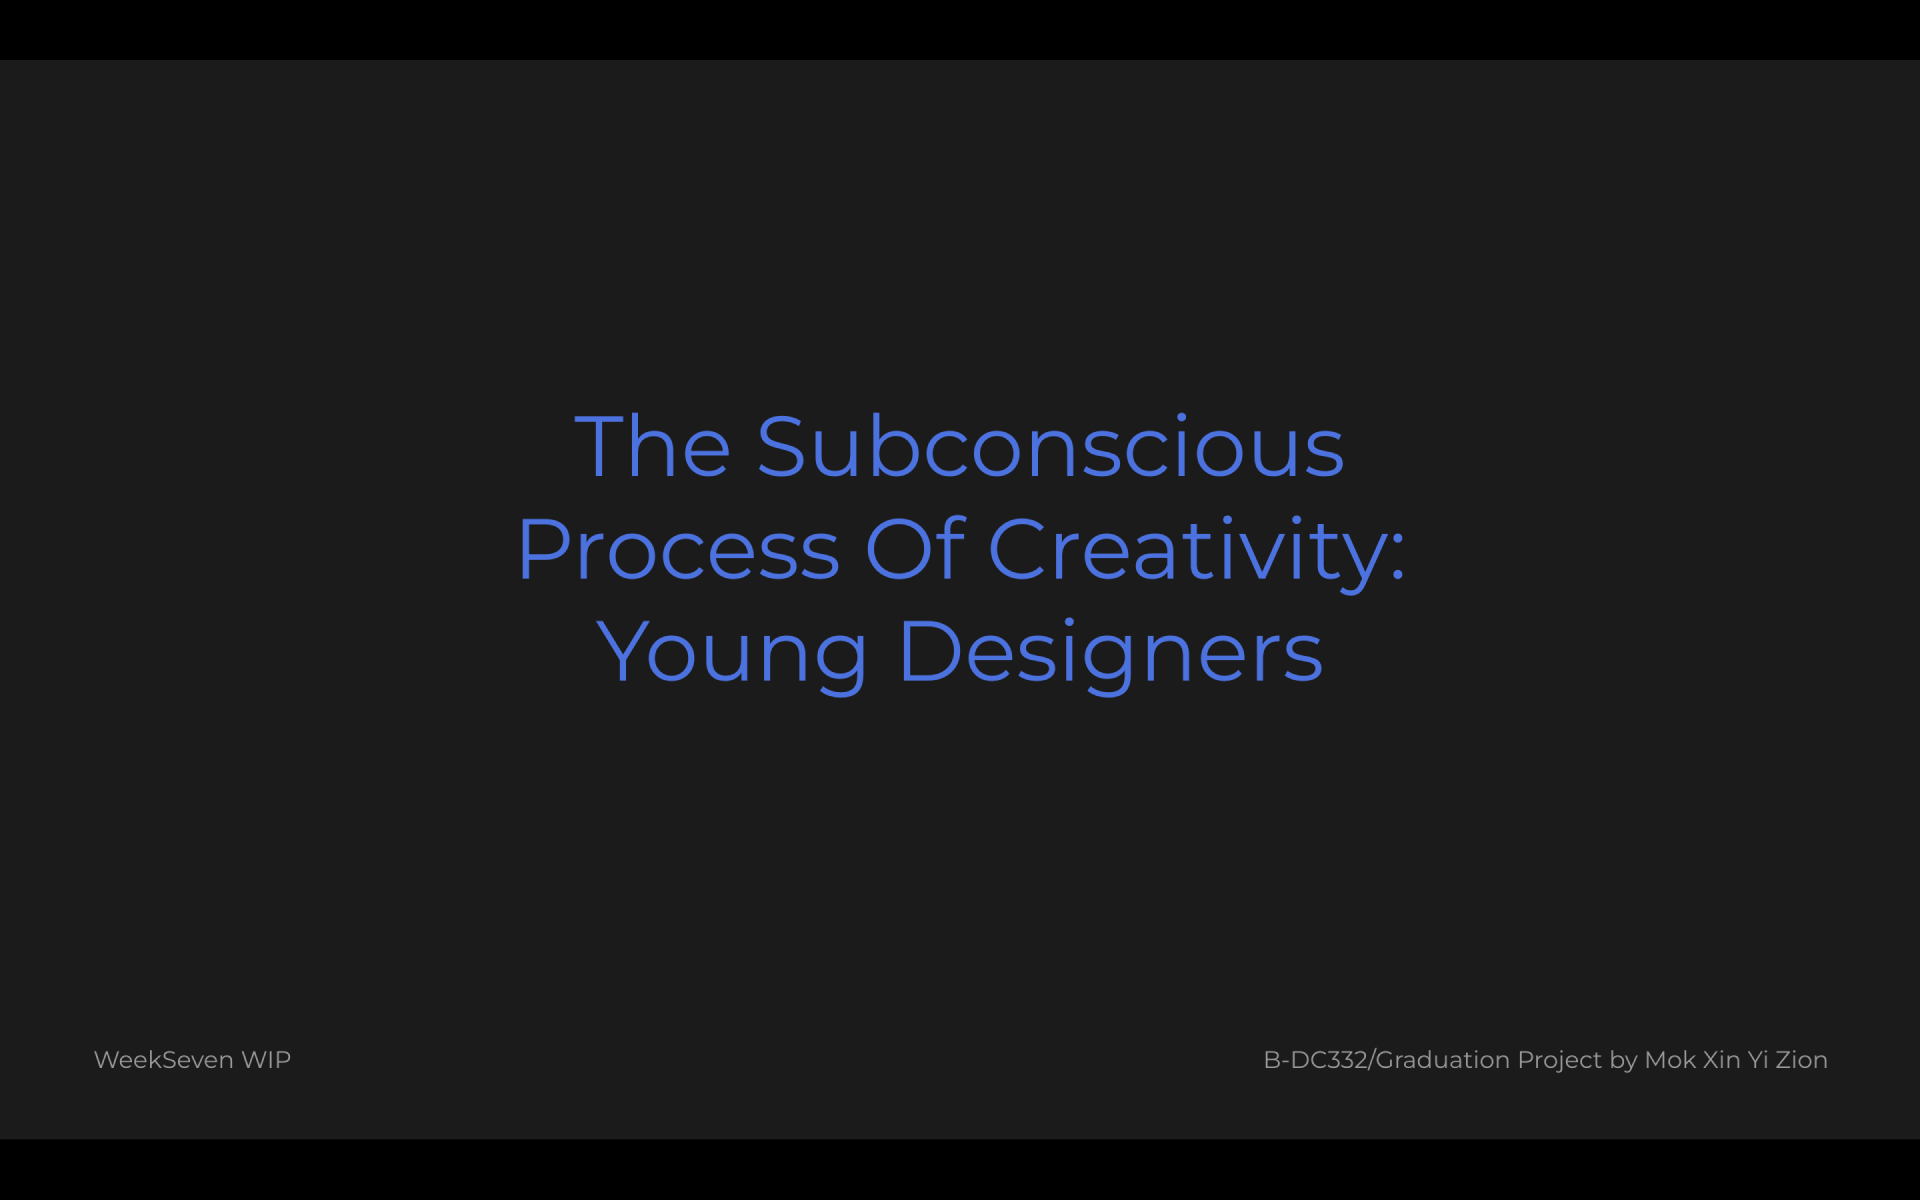 The Subconscious
Process Of Creativity:
Young Designers
WeekSeven WIP
B-DC332/Graduation Project by Mok Xin Yi Zion